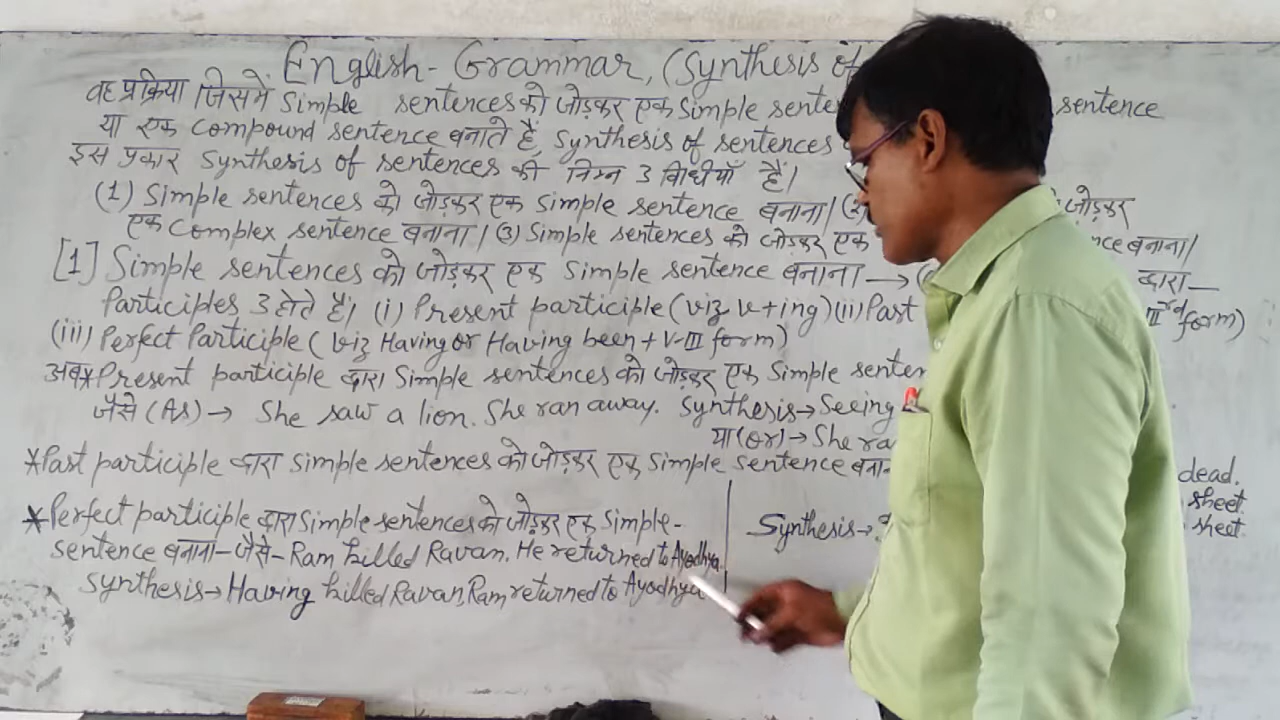 English- Grammar, (Synthesis of
वह प्रक्रिया जिसमें Simple sentences को जोड़कर एक Simple sente sentence
या एक Compound sentence बनाते हैं, Synthesis of sentences
इस प्रकार Synthesis of sentences की निम्न 3 विधीयाँ हैं।
(1) Simple sentences को जोड़कर एक Simple sentence बनाना। (2) जोड़कर
एक Complex sentence बनाना। (3) Simple sentences को जोड़कर एक nce बनाना।
[1] Simple sentences को जोड़कर एक Simple sentence बनाना → द्वारा—
Participles 3 होते हैं। (i) Present participle (viz V+ing) (ii) Past III rd form)
(iii) Perfect Participle ( viz Having or Having been + V-III form)
अब* Present participle द्वारा Simple sentences को जोड़कर एक Simple senten
जैसे (As) → She saw a lion. She ran away. Synthesis → Seeing
या (or) → She ra
*Past participle द्वारा Simple sentences को जोड़कर एक Simple sentence बना-
dead.
sheet.
*Perfect participle द्वारा Simple sentences को जोड़कर एक Simple- Synthesis → sheet.
sentence बनाना- जैसे- Ram killed Ravan. He returned to Ayodhya.
Synthesis → Having killed Ravan, Ram returned to Ayodhya